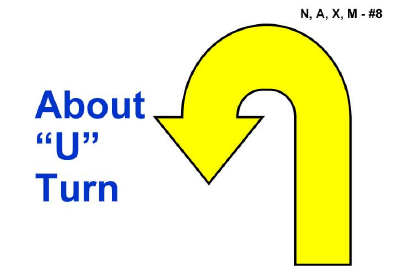 N, A, X, M - #8
About
“U”
Turn